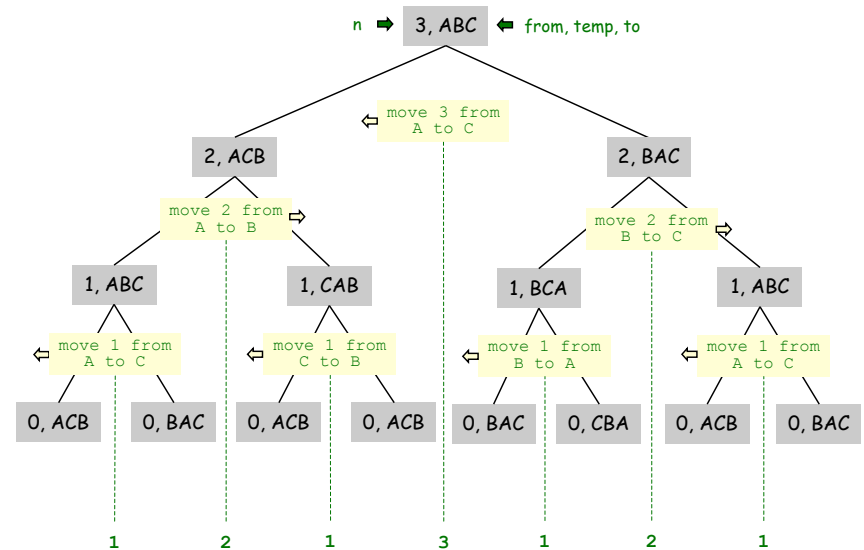 n
3, ABC
from, temp, to
move 3 from
A to C
2, ACB
2, BAC
move 2 from
A to B
move 2 from
B to C
1, ABC
1, CAB
1, BCA
1, ABC
move 1 from
A to C
move 1 from
C to B
move 1 from
B to A
move 1 from
A to C
0, ACB
0, BAC
0, ACB
0, ACB
0, BAC
0, CBA
0, ACB
0, BAC
1
2
1
3
1
2
1